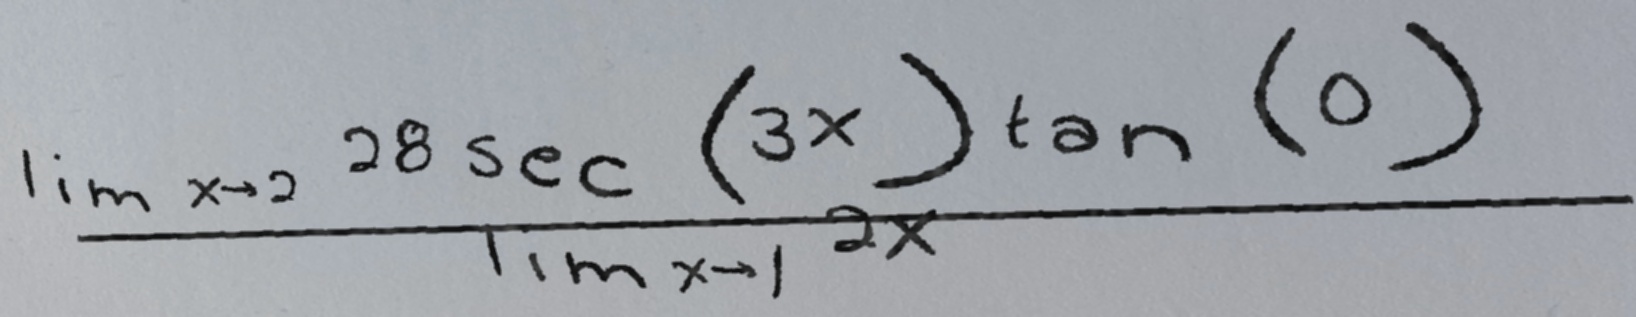 lim x→2 28 sec (3x) tan (0)
lim x→1 2x